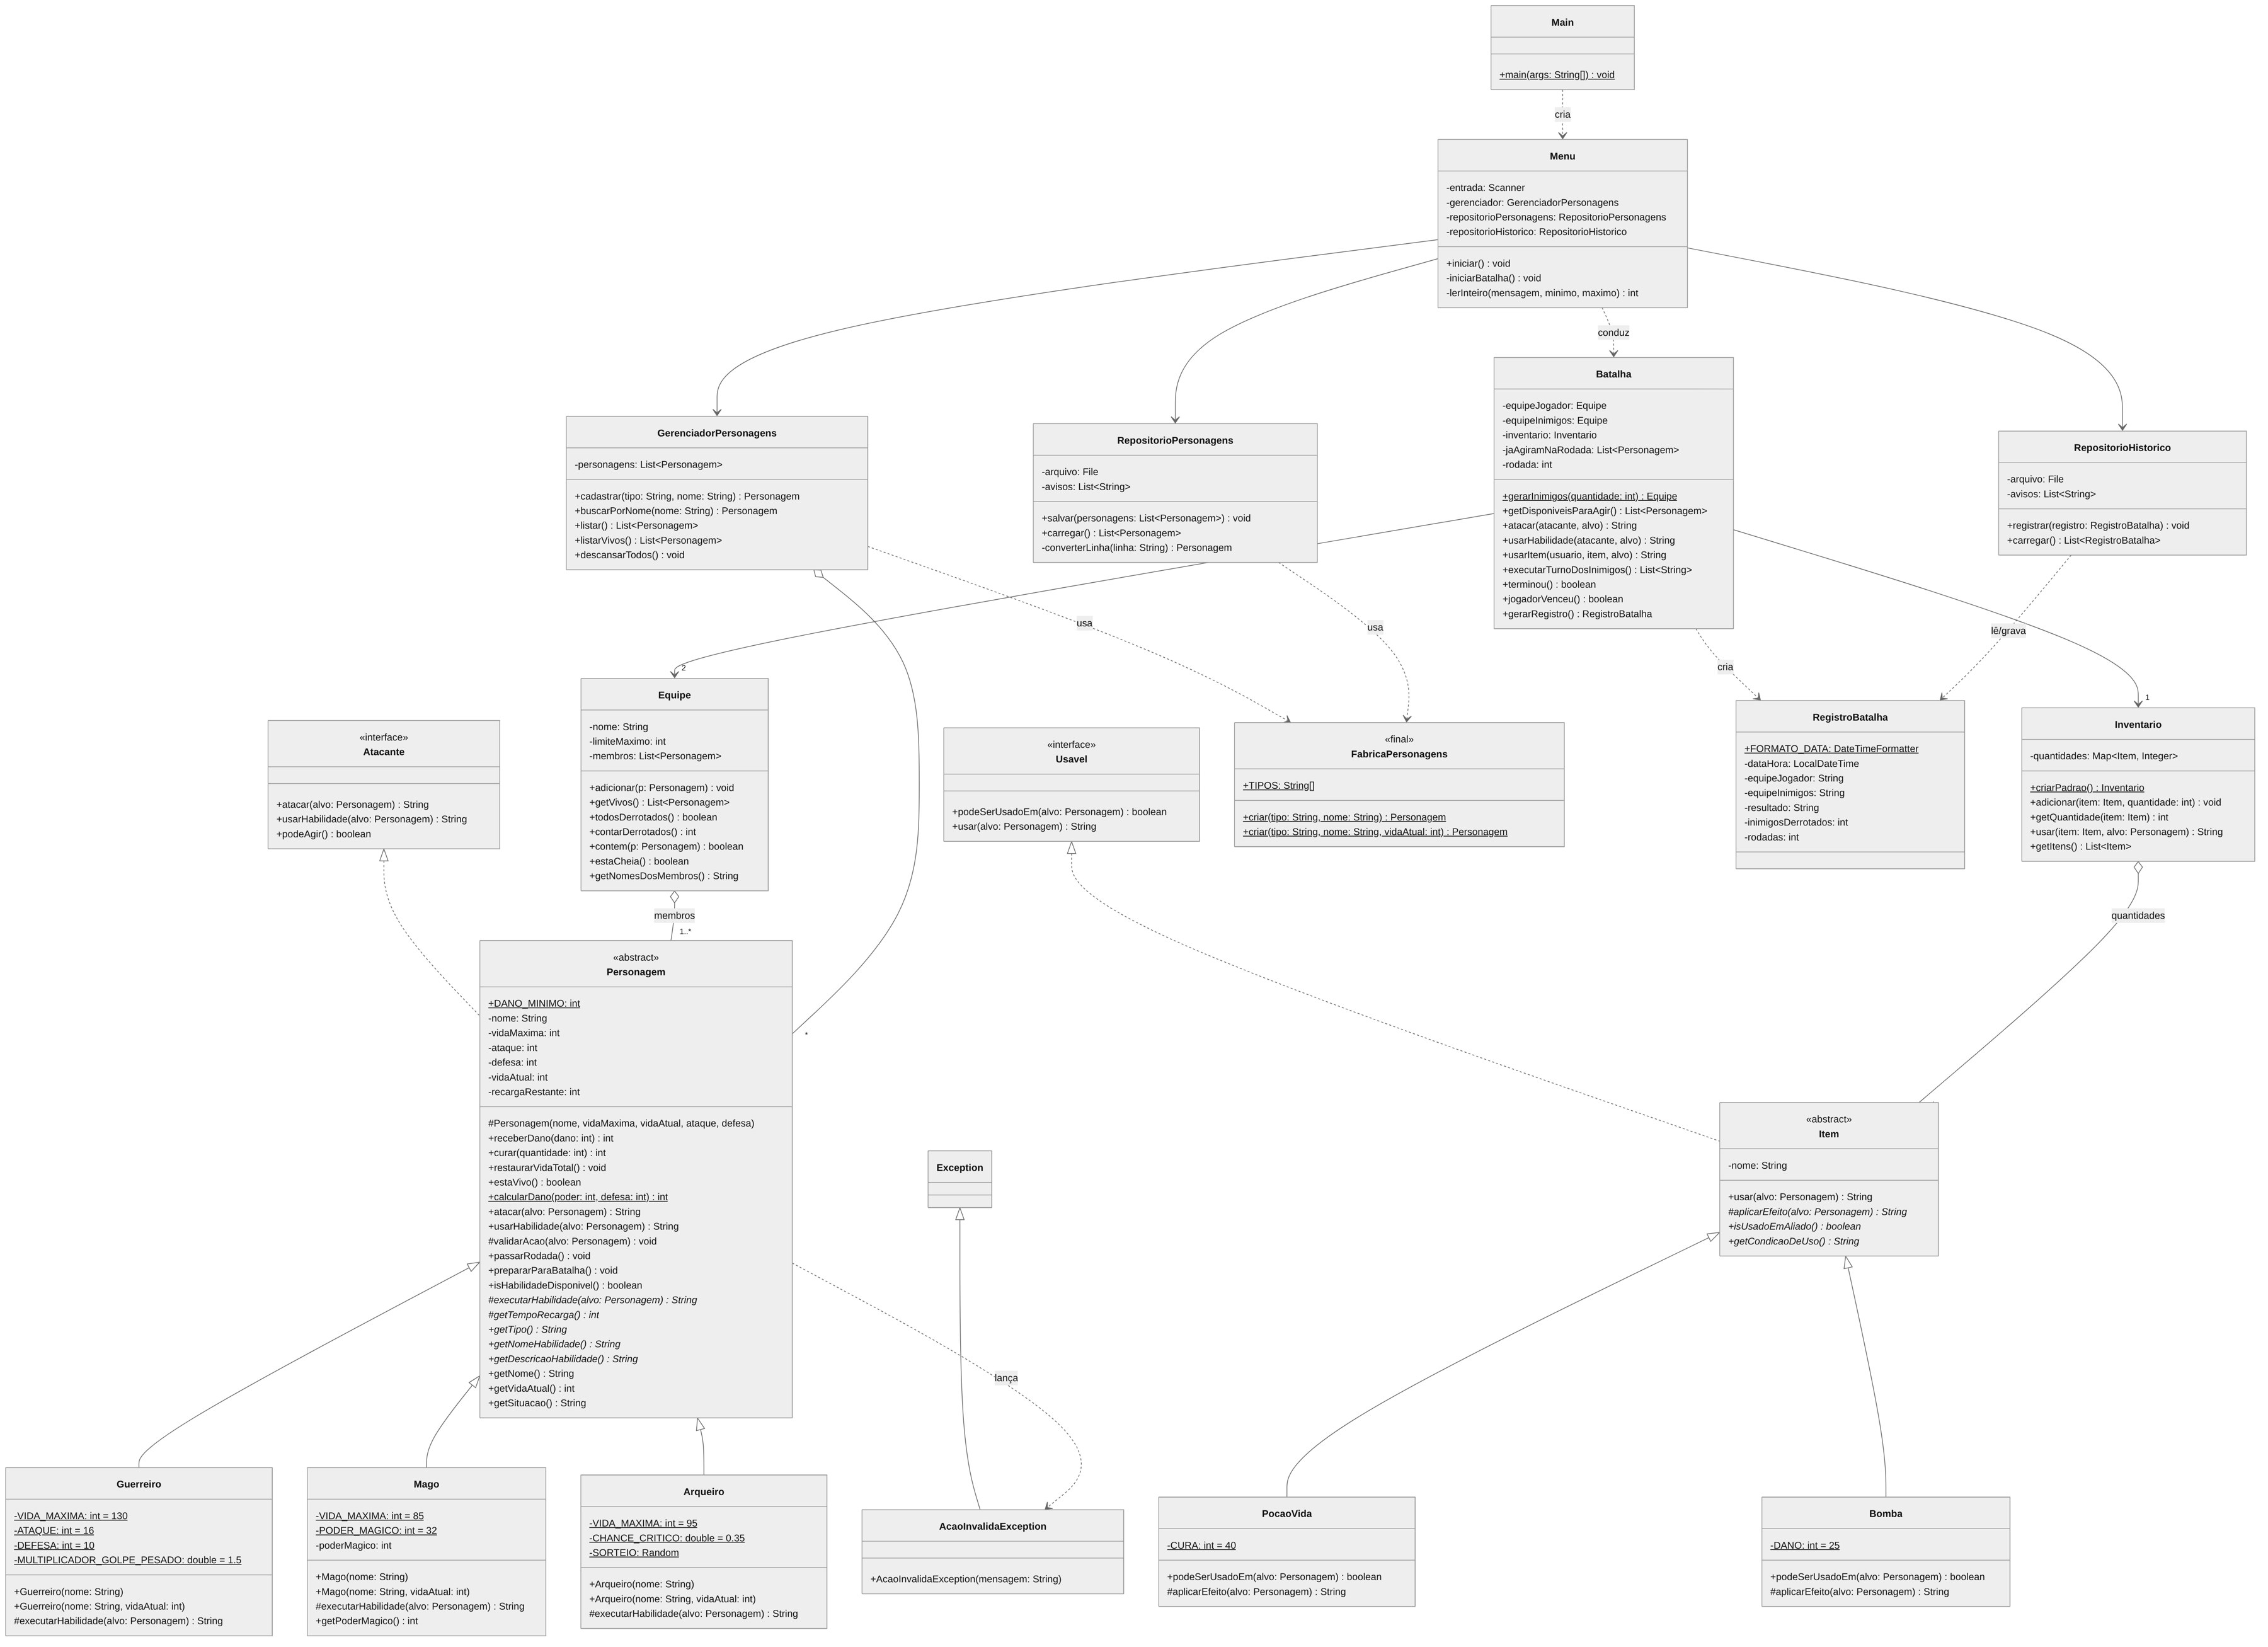 Main
+main(args: String[]) : void
cria
Menu
-entrada: Scanner
-gerenciador: GerenciadorPersonagens
-repositorioPersonagens: RepositorioPersonagens
-repositorioHistorico: RepositorioHistorico
+iniciar() : void
-iniciarBatalha() : void
-lerInteiro(mensagem, minimo, maximo) : int
conduz
Batalha
-equipeJogador: Equipe
-equipeInimigos: Equipe
-inventario: Inventario
-jaAgiramNaRodada: List<Personagem>
-rodada: int
+gerarInimigos(quantidade: int) : Equipe
+getDisponiveisParaAgir() : List<Personagem>
+atacar(atacante, alvo) : String
+usarHabilidade(atacante, alvo) : String
+usarItem(usuario, item, alvo) : String
+executarTurnoDosInimigos() : List<String>
+terminou() : boolean
+jogadorVenceu() : boolean
+gerarRegistro() : RegistroBatalha
GerenciadorPersonagens
-personagens: List<Personagem>
+cadastrar(tipo: String, nome: String) : Personagem
+buscarPorNome(nome: String) : Personagem
+listar() : List<Personagem>
+listarVivos() : List<Personagem>
+descansarTodos() : void
RepositorioPersonagens
-arquivo: File
-avisos: List<String>
+salvar(personagens: List<Personagem>) : void
+carregar() : List<Personagem>
-converterLinha(linha: String) : Personagem
RepositorioHistorico
-arquivo: File
-avisos: List<String>
+registrar(registro: RegistroBatalha) : void
+carregar() : List<RegistroBatalha>
usa
usa
lê/grava
cria
2
1
Equipe
-nome: String
-limiteMaximo: int
-membros: List<Personagem>
+adicionar(p: Personagem) : void
+getVivos() : List<Personagem>
+todosDerrotados() : boolean
+contarDerrotados() : int
+contem(p: Personagem) : boolean
+estaCheia() : boolean
+getNomesDosMembros() : String
«interface»
Atacante
+atacar(alvo: Personagem) : String
+usarHabilidade(alvo: Personagem) : String
+podeAgir() : boolean
«interface»
Usavel
+podeSerUsadoEm(alvo: Personagem) : boolean
+usar(alvo: Personagem) : String
«final»
FabricaPersonagens
+TIPOS: String[]
+criar(tipo: String, nome: String) : Personagem
+criar(tipo: String, nome: String, vidaAtual: int) : Personagem
RegistroBatalha
+FORMATO_DATA: DateTimeFormatter
-dataHora: LocalDateTime
-equipeJogador: String
-equipeInimigos: String
-resultado: String
-inimigosDerrotados: int
-rodadas: int
Inventario
-quantidades: Map<Item, Integer>
+criarPadrao() : Inventario
+adicionar(item: Item, quantidade: int) : void
+getQuantidade(item: Item) : int
+usar(item: Item, alvo: Personagem) : String
+getItens() : List<Item>
membros
1..*
quantidades
*
«abstract»
Personagem
+DANO_MINIMO: int
-nome: String
-vidaMaxima: int
-ataque: int
-defesa: int
-vidaAtual: int
-recargaRestante: int
#Personagem(nome, vidaMaxima, vidaAtual, ataque, defesa)
+receberDano(dano: int) : int
+curar(quantidade: int) : int
+restaurarVidaTotal() : void
+estaVivo() : boolean
+calcularDano(poder: int, defesa: int) : int
+atacar(alvo: Personagem) : String
+usarHabilidade(alvo: Personagem) : String
#validarAcao(alvo: Personagem) : void
+passarRodada() : void
+prepararParaBatalha() : void
+isHabilidadeDisponivel() : boolean
#executarHabilidade(alvo: Personagem) : String
#getTempoRecarga() : int
+getTipo() : String
+getNomeHabilidade() : String
+getDescricaoHabilidade() : String
+getNome() : String
+getVidaAtual() : int
+getSituacao() : String
Exception
lança
«abstract»
Item
-nome: String
+usar(alvo: Personagem) : String
#aplicarEfeito(alvo: Personagem) : String
+isUsadoEmAliado() : boolean
+getCondicaoDeUso() : String
Guerreiro
-VIDA_MAXIMA: int = 130
-ATAQUE: int = 16
-DEFESA: int = 10
-MULTIPLICADOR_GOLPE_PESADO: double = 1.5
+Guerreiro(nome: String)
+Guerreiro(nome: String, vidaAtual: int)
#executarHabilidade(alvo: Personagem) : String
Mago
-VIDA_MAXIMA: int = 85
-PODER_MAGICO: int = 32
-poderMagico: int
+Mago(nome: String)
+Mago(nome: String, vidaAtual: int)
#executarHabilidade(alvo: Personagem) : String
+getPoderMagico() : int
Arqueiro
-VIDA_MAXIMA: int = 95
-CHANCE_CRITICO: double = 0.35
-SORTEIO: Random
+Arqueiro(nome: String)
+Arqueiro(nome: String, vidaAtual: int)
#executarHabilidade(alvo: Personagem) : String
AcaoInvalidaException
+AcaoInvalidaException(mensagem: String)
PocaoVida
-CURA: int = 40
+podeSerUsadoEm(alvo: Personagem) : boolean
#aplicarEfeito(alvo: Personagem) : String
Bomba
-DANO: int = 25
+podeSerUsadoEm(alvo: Personagem) : boolean
#aplicarEfeito(alvo: Personagem) : String